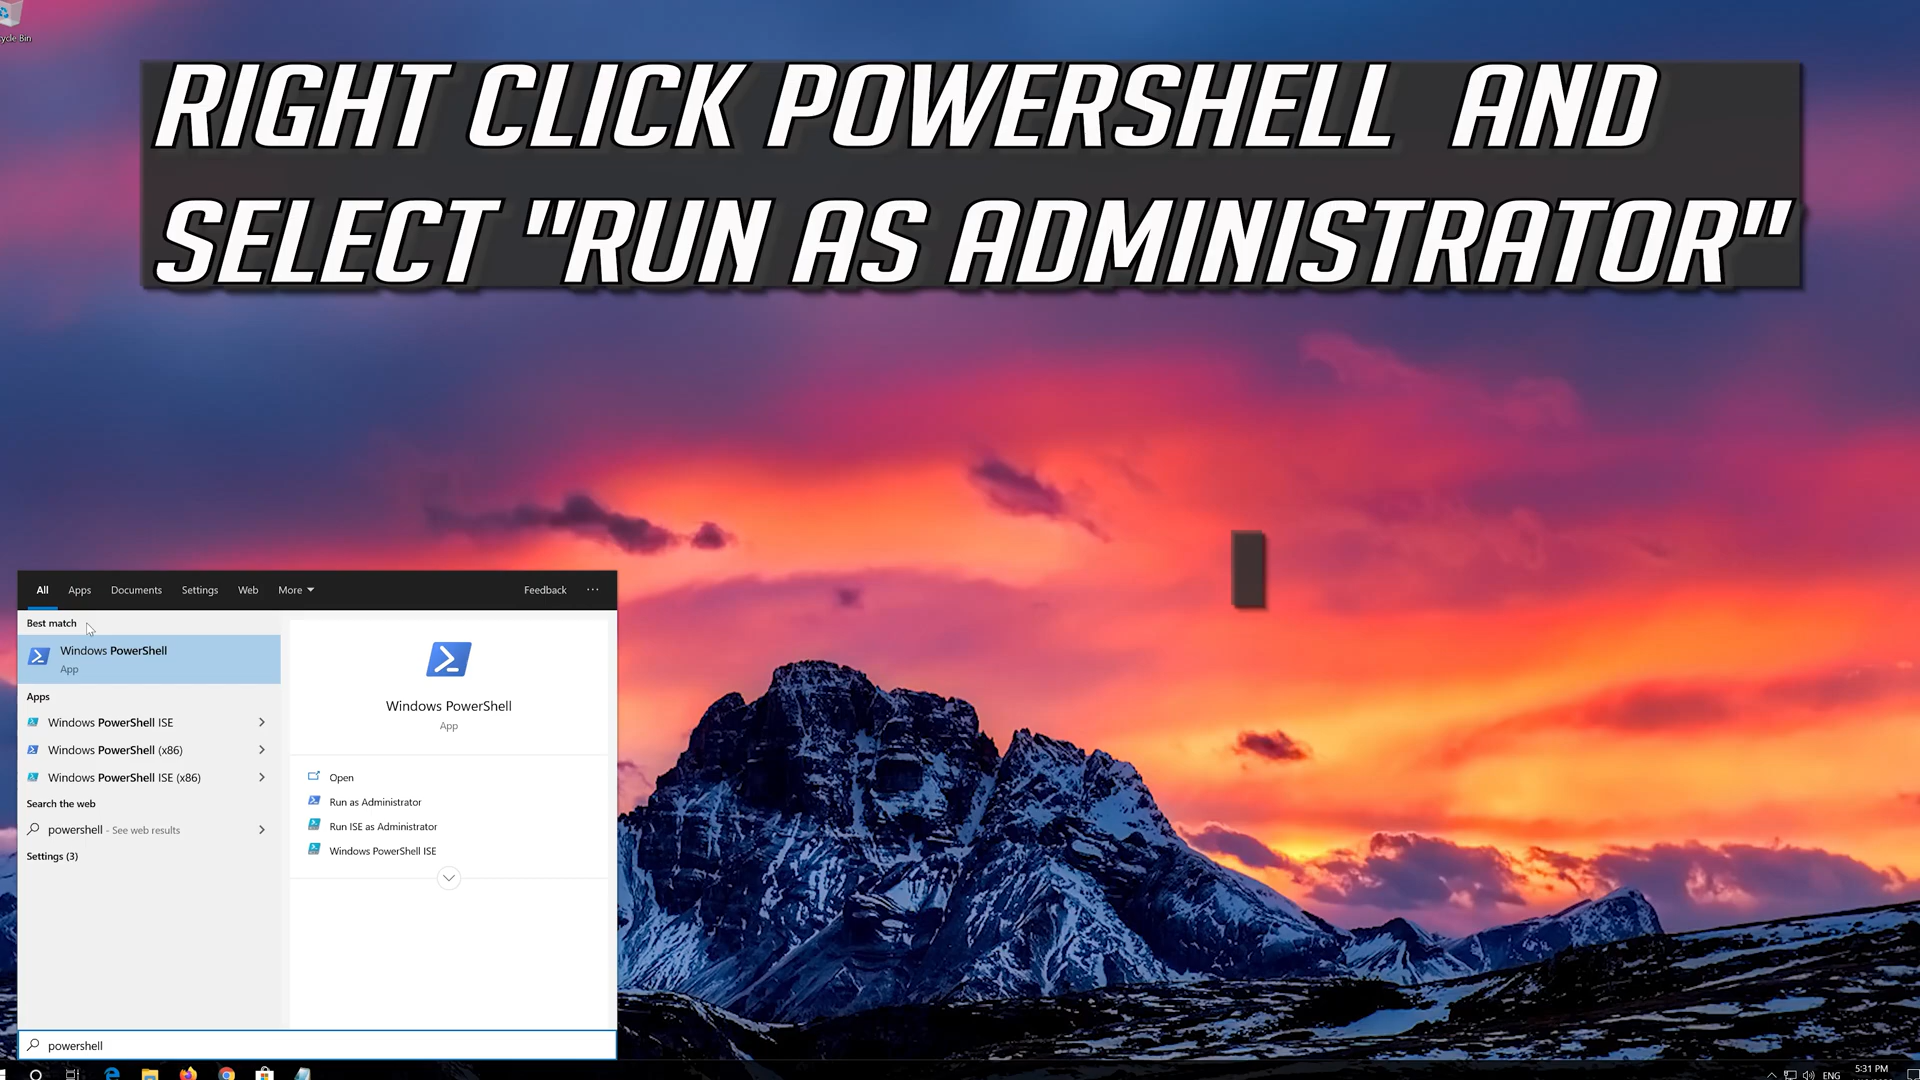 cycle Bin
RIGHT CLICK POWERSHELL AND
SELECT "RUN AS ADMINISTRATOR"
All Apps Documents Settings Web More Feedback ...
Best match
Windows PowerShell
App
Apps
Windows PowerShell ISE
Windows PowerShell (x86)
Windows PowerShell ISE (x86)
Search the web
powershell - See web results
Settings (3)
Windows PowerShell
App
Open
Run as Administrator
Run ISE as Administrator
Windows PowerShell ISE
powershell
ENG
5:31 PM